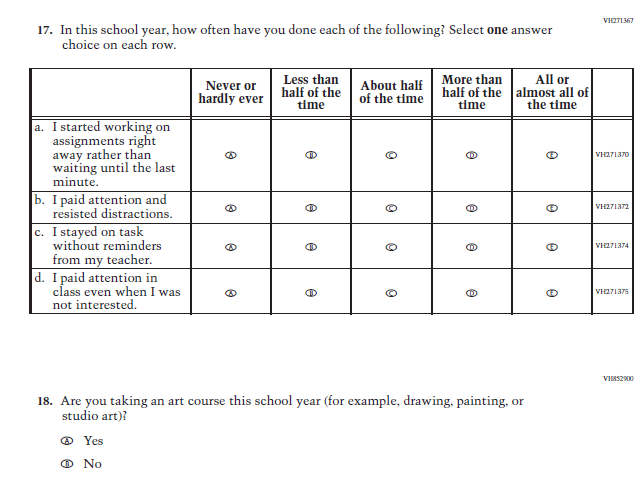 VH271367
17. In this school year, how often have you done each of the following? Select one answer
choice on each row.
Never or
hardly ever
Less than
half of the
time
About half
of the time
More than
half of the
time
All or
almost all of
the time
a. I started working on
assignments right
away rather than
waiting until the last
minute.
A B C D E VH271370
b. I paid attention and
resisted distractions.
A B C D E VH271372
c. I stayed on task
without reminders
from my teacher.
A B C D E VH271374
d. I paid attention in
class even when I was
not interested.
A B C D E VH271375
VH852900
18. Are you taking an art course this school year (for example, drawing, painting, or
studio art)?
A Yes
B No